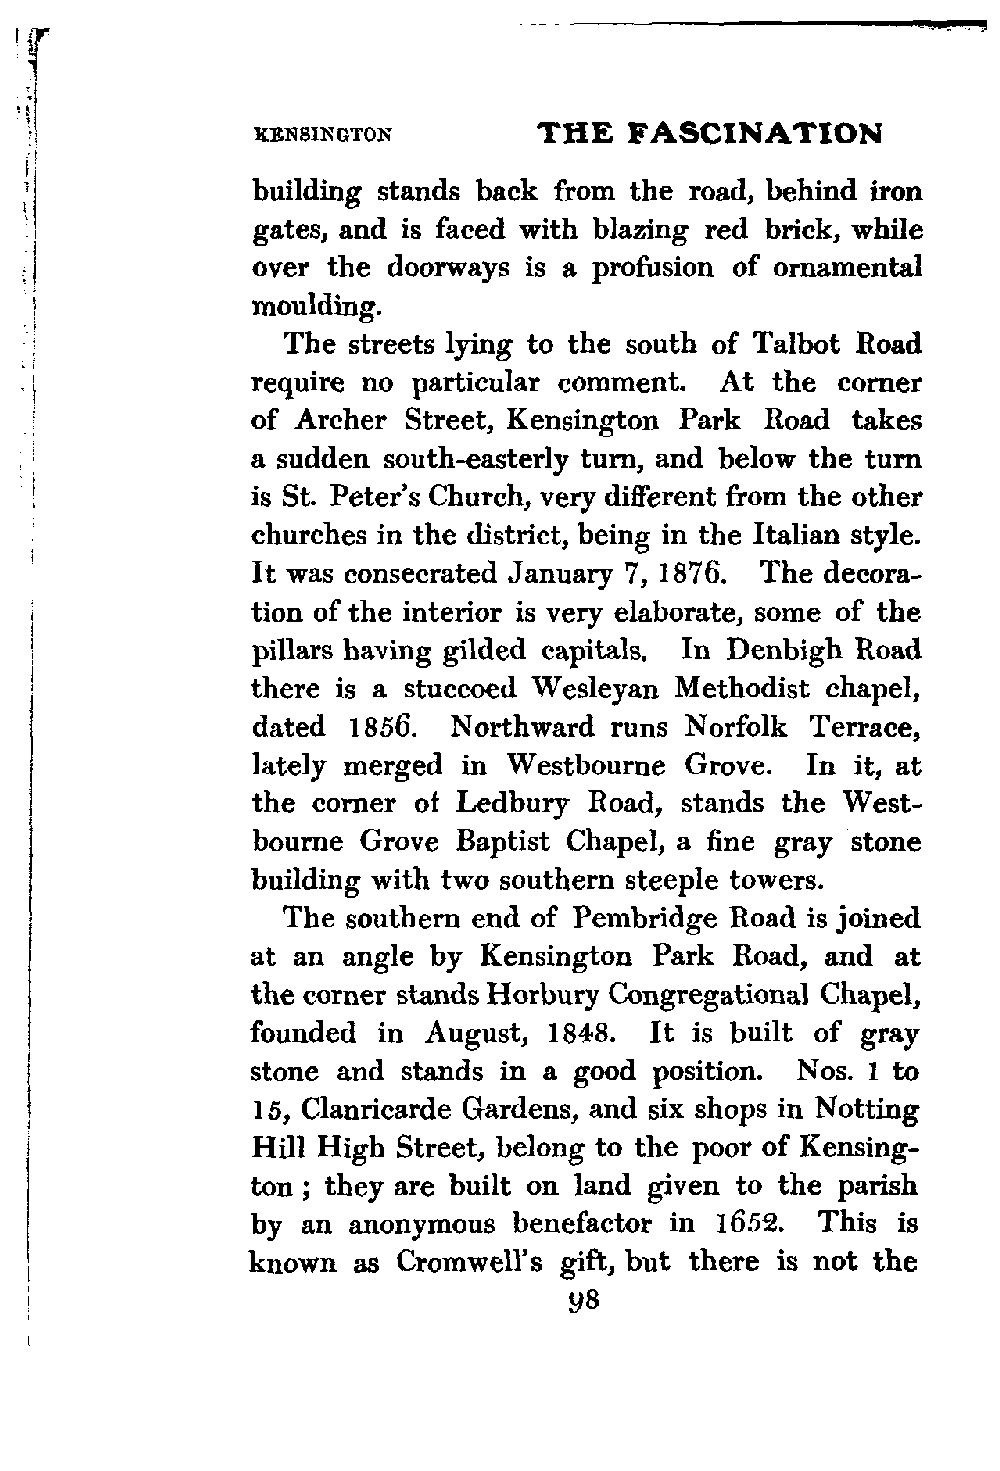 KENSINGTON THE FASCINATION
building stands back from the road, behind iron
gates, and is faced with blazing red brick, while
over the doorways is a profusion of ornamental
moulding.
The streets lying to the south of Talbot Road
require no particular comment. At the corner
of Archer Street, Kensington Park Road takes
a sudden south-easterly turn, and below the turn
is St. Peter's Church, very different from the other
churches in the district, being in the Italian style.
It was consecrated January 7, 1876. The decora-
tion of the interior is very elaborate, some of the
pillars having gilded capitals. In Denbigh Road
there is a stuccoed Wesleyan Methodist chapel,
dated 1856. Northward runs Norfolk Terrace,
lately merged in Westbourne Grove. In it, at
the corner of Ledbury Road, stands the West-
bourne Grove Baptist Chapel, a fine gray stone
building with two southern steeple towers.
The southern end of Pembridge Road is joined
at an angle by Kensington Park Road, and at
the corner stands Horbury Congregational Chapel,
founded in August, 1848. It is built of gray
stone and stands in a good position. Nos. 1 to
15, Clanricarde Gardens, and six shops in Notting
Hill High Street, belong to the poor of Kensing-
ton ; they are built on land given to the parish
by an anonymous benefactor in 1652. This is
known as Cromwell's gift, but there is not the
98